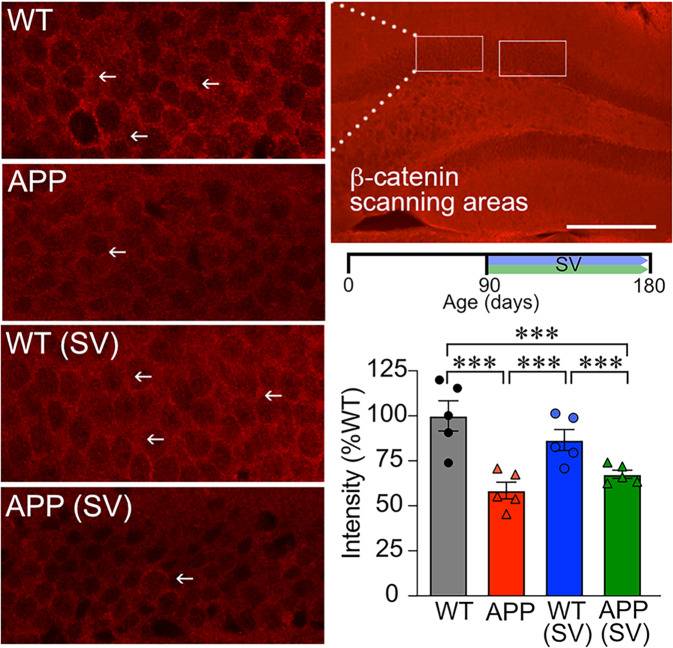 WT
APP
WT (SV)
APP (SV)
β-catenin
scanning areas
SV
0
90
180
Age (days)
***
*** *** ***
Intensity (%WT)
125
100
75
50
25
0
WT APP WT APP
(SV) (SV)